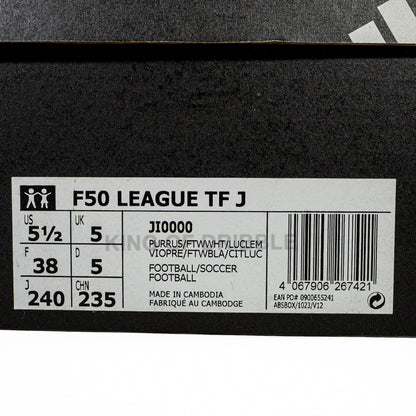 F50 LEAGUE TF J
US UK
5½ 5
F D
38 5
J CHN
240 235
JI0000
KING OF DRIBBLE
PURRUS/FTWWHT/LUCLEM
VIOPRE/FTWBLA/CITLUC
FOOTBALL/SOCCER
FOOTBALL
MADE IN CAMBODIA
FABRIQUÉ AU CAMBODGE
4 067906 267421
EAN PO# 0900655241
ABSBOX/1023/V12